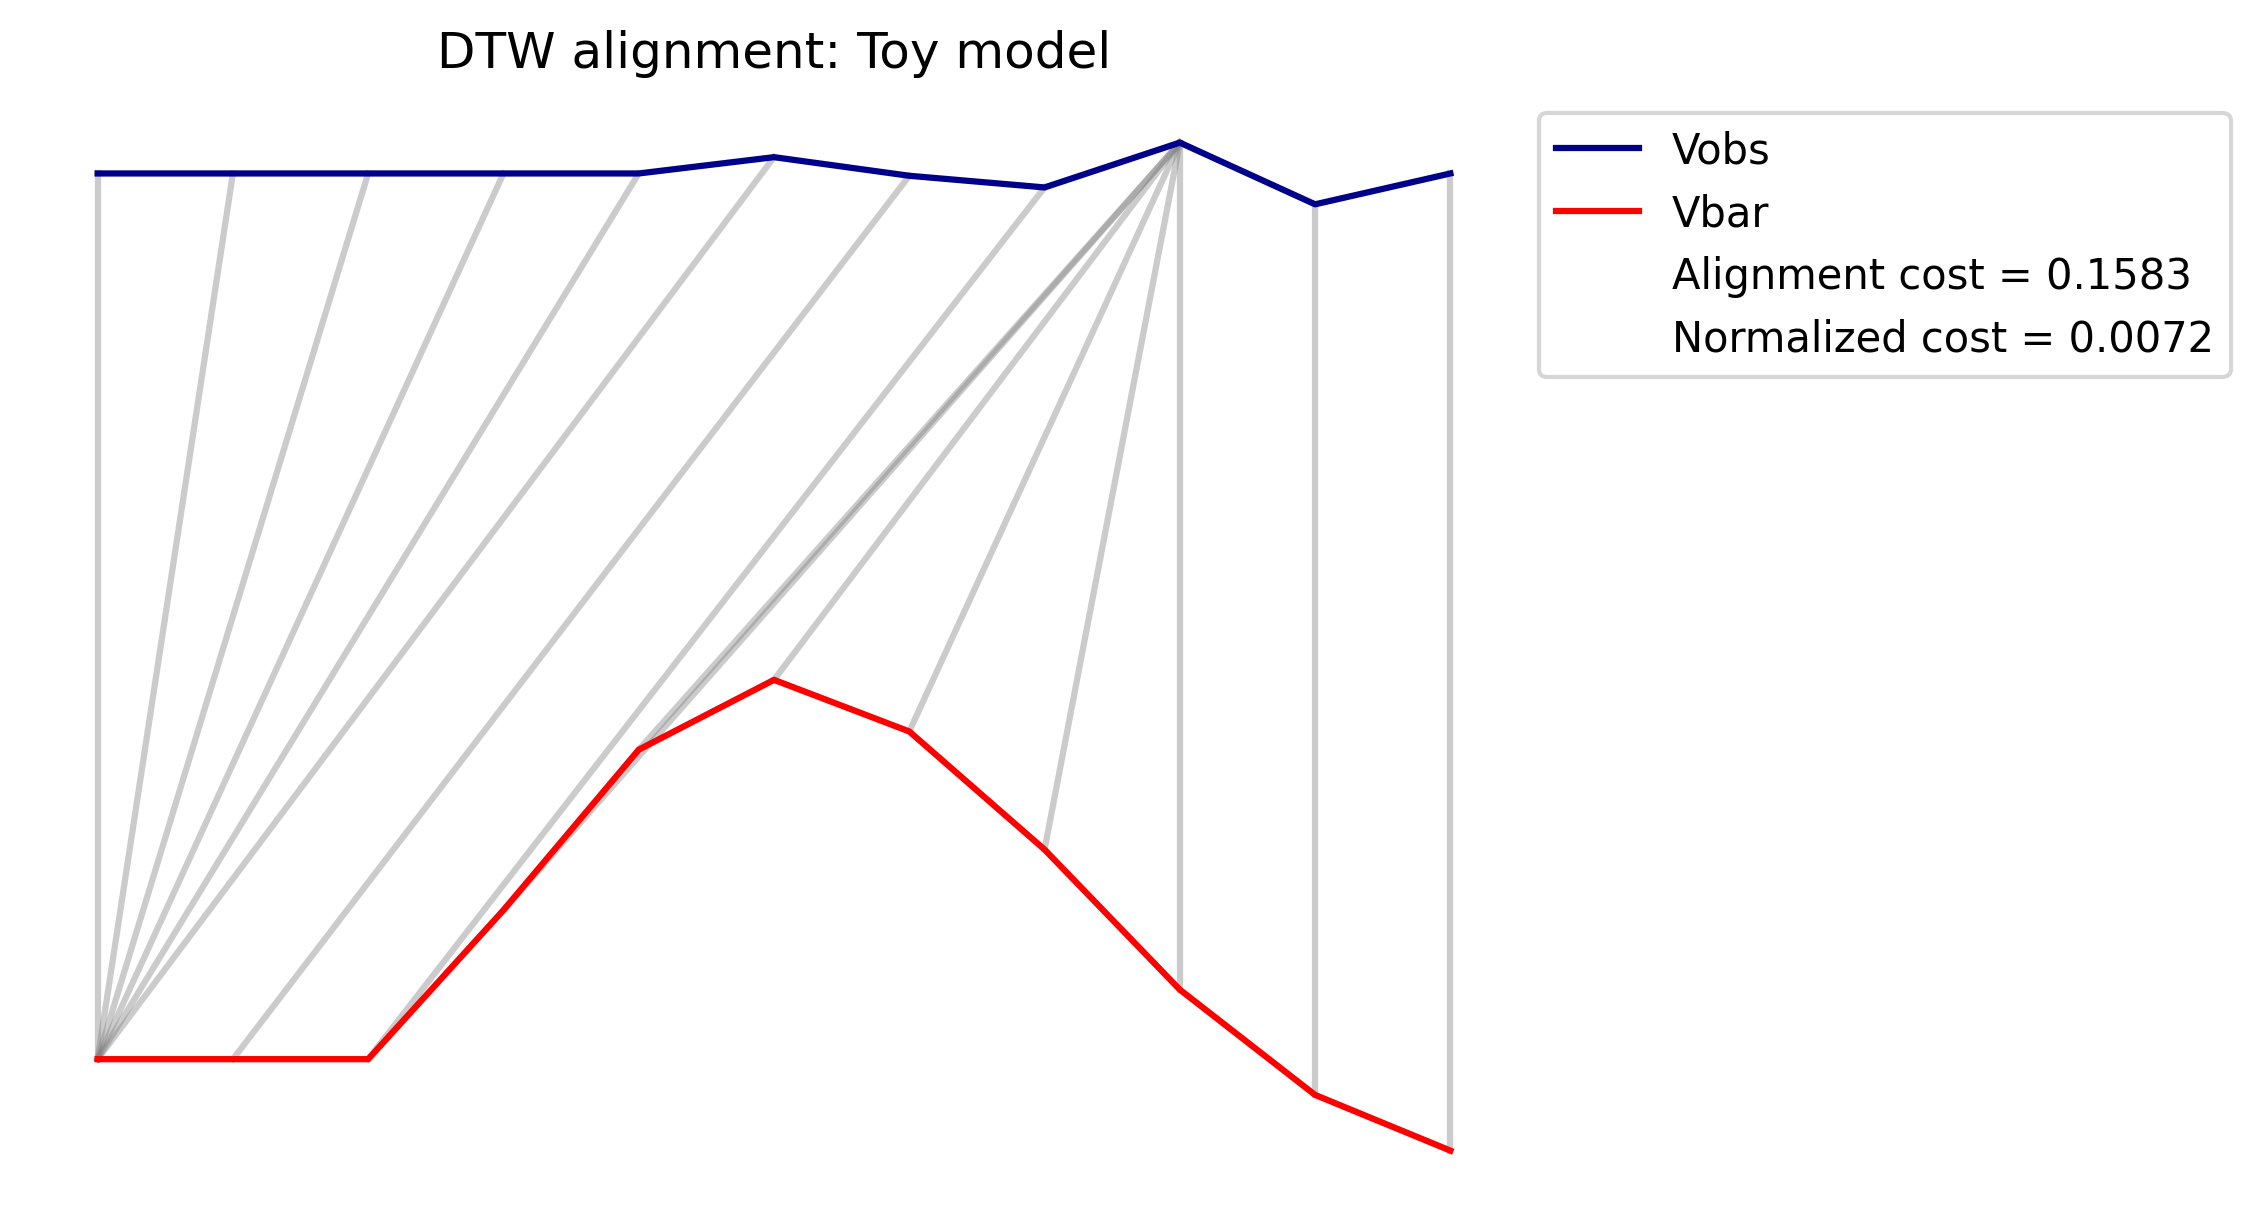 DTW alignment: Toy model
Vobs
Vbar
Alignment cost = 0.1583
Normalized cost = 0.0072